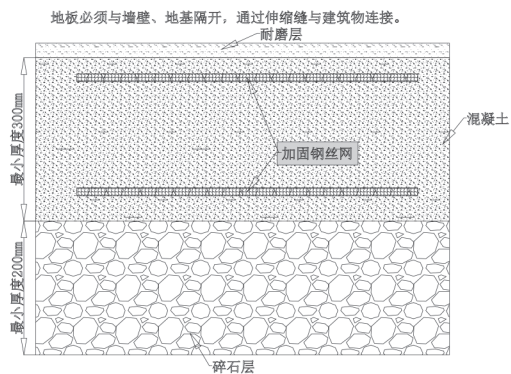 地板必须与墙壁、地基隔开，通过伸缩缝与建筑物连接。
耐磨层
最小厚度300mm
混凝土
加固钢丝网
最小厚度200mm
碎石层